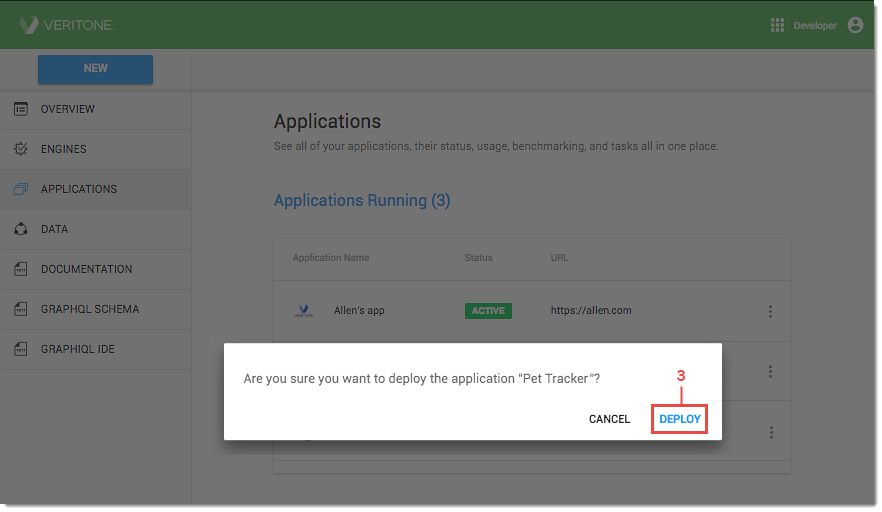 VERITONE
Developer
NEW
OVERVIEW
ENGINES
APPLICATIONS
DATA
DOCUMENTATION
GRAPHQL SCHEMA
GRAPHIQL IDE
Applications
See all of your applications, their status, usage, benchmarking, and tasks all in one place.
Applications Running (3)
Application Name Status URL
Allen's app ACTIVE https://allen.com
Are you sure you want to deploy the application "Pet Tracker"?
3
CANCEL DEPLOY